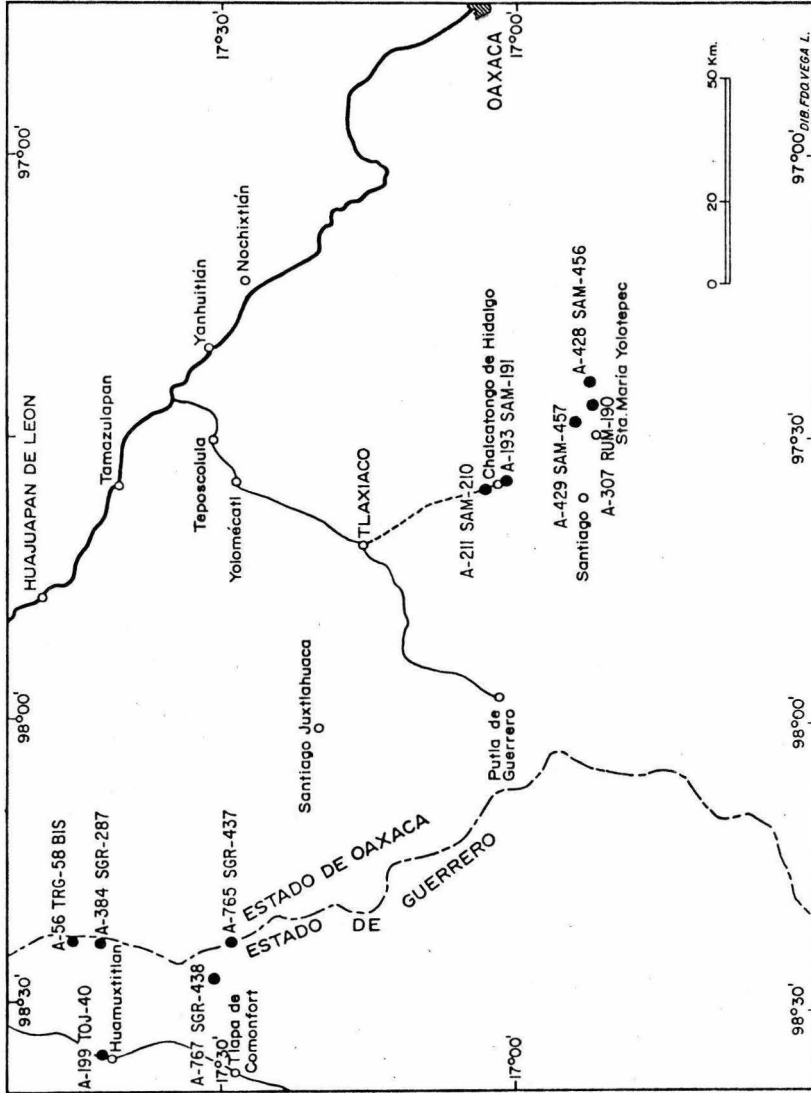 98°30'
98°00'
97°30'
97°00'
17°30'
17°30'
17°00'
17°00'
98°30'
98°00'
97°30'
97°00'
A-199 TOJ-40
Huamuxtitlan
A-56 TRG-58 BIS
A-384 SGR-287
A-767 SGR-438
Tlapa de
Comonfort
A-765 SGR-437
ESTADO DE OAXACA
ESTADO DE GUERRERO
HUAJUAPAN DE LEON
Tamazulapan
Yanhuitlán
Nochixtlán
Teposcolula
Yolomécatl
Santiago Juxtlahuaca
TLAXIACO
Putla de
Guerrero
A-211 SAM-210
Chalcatongo de Hidalgo
A-193 SAM-191
OAXACA
A-429 SAM-457
Santiago
A-307 RUM-190
Sta. María Yolotepec
A-428 SAM-456
0 20 50 Km.
DIB. FDO. VEGA L.